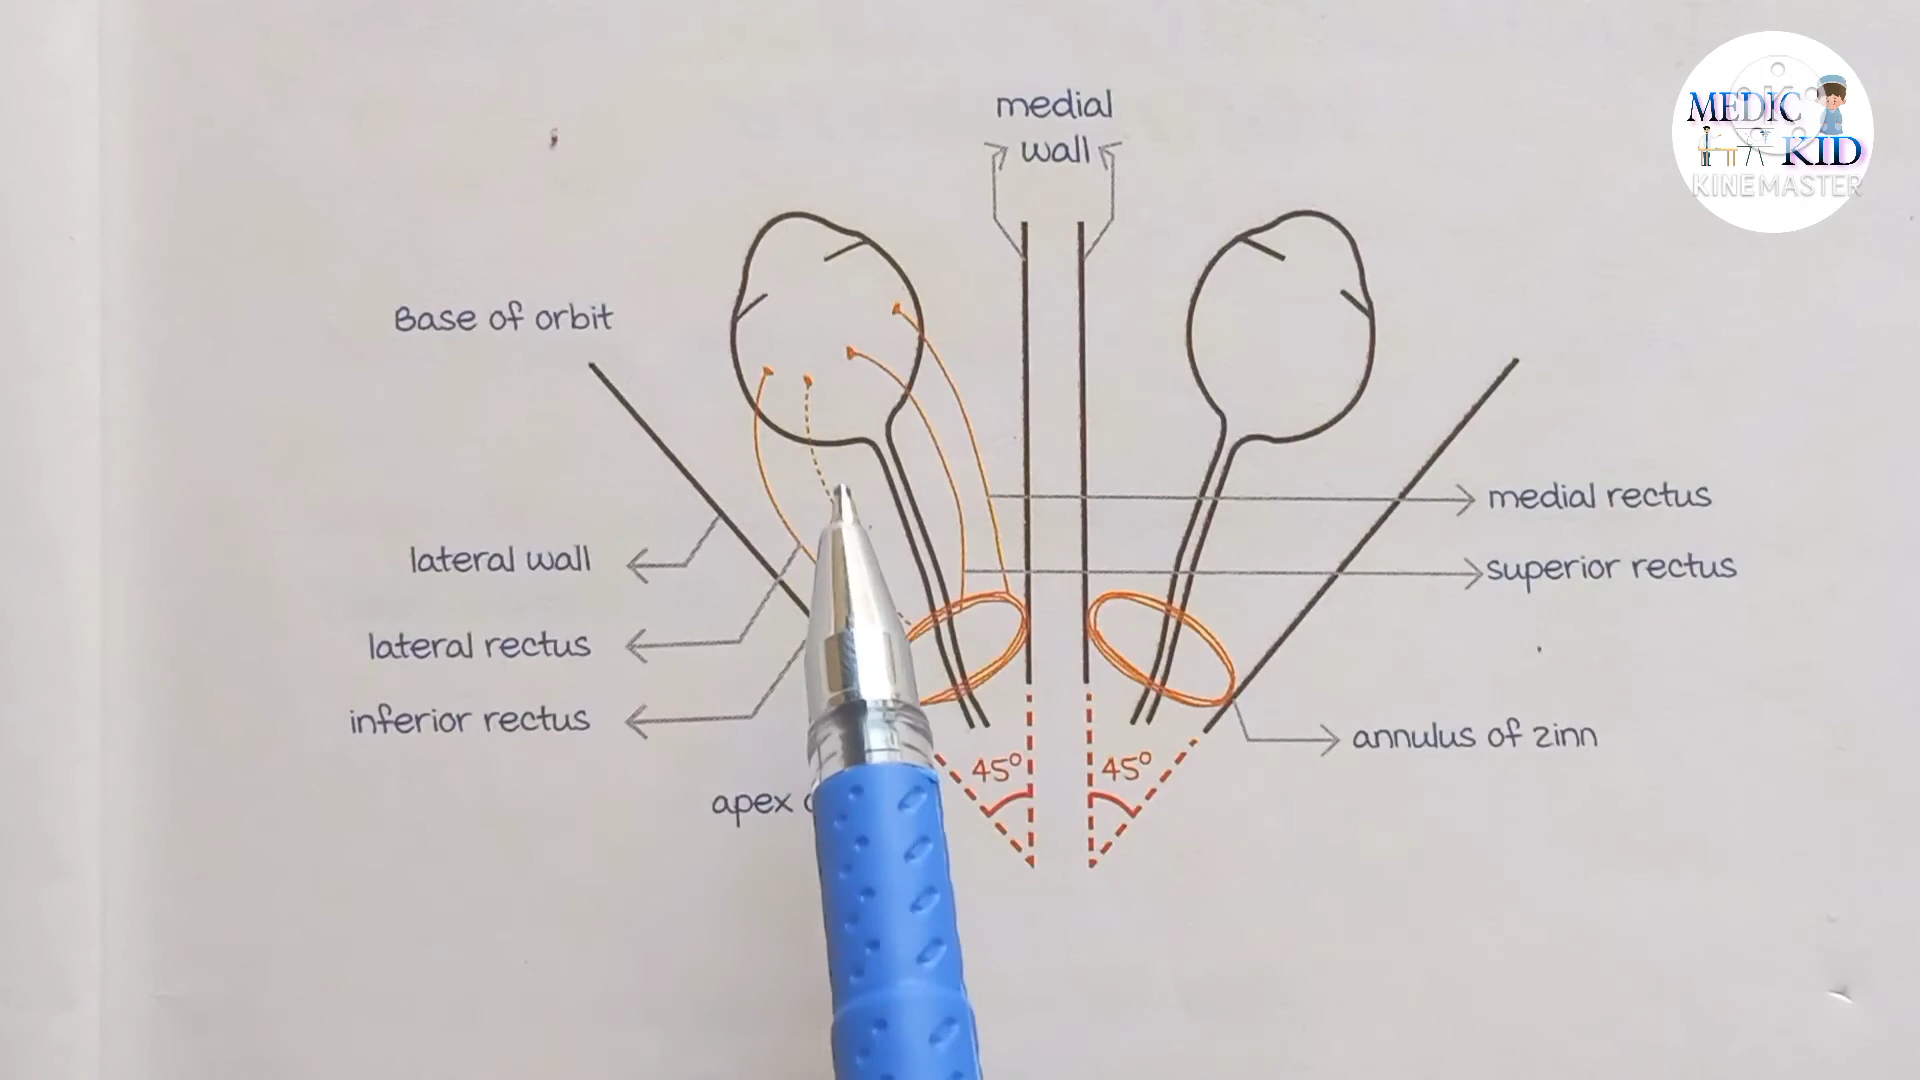 medial
wall
Base of orbit
medial rectus
lateral wall
superior rectus
lateral rectus
inferior rectus
annulus of zinn
45°
45°
apex
MEDIC
KID
KINEMASTER